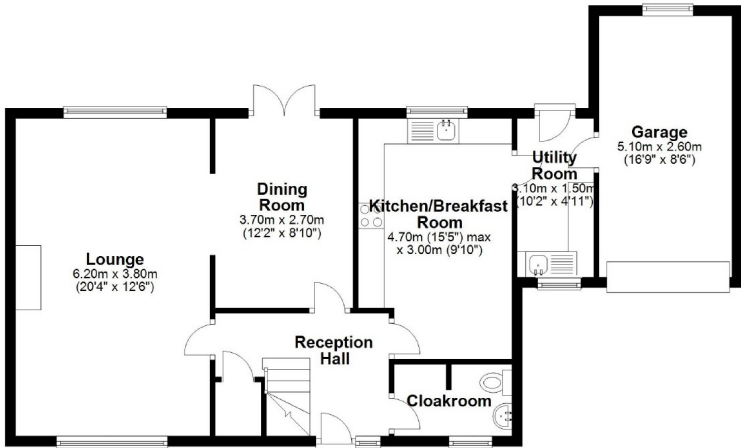 Lounge
6.20m x 3.80m
(20'4" x 12'6")
Dining
Room
3.70m x 2.70m
(12'2" x 8'10")
Kitchen/Breakfast
Room
4.70m (15'5") max
x 3.00m (9'10")
Utility
Room
3.10m x 1.50m
(10'2" x 4'11")
Garage
5.10m x 2.60m
(16'9" x 8'6")
Reception
Hall
Cloakroom